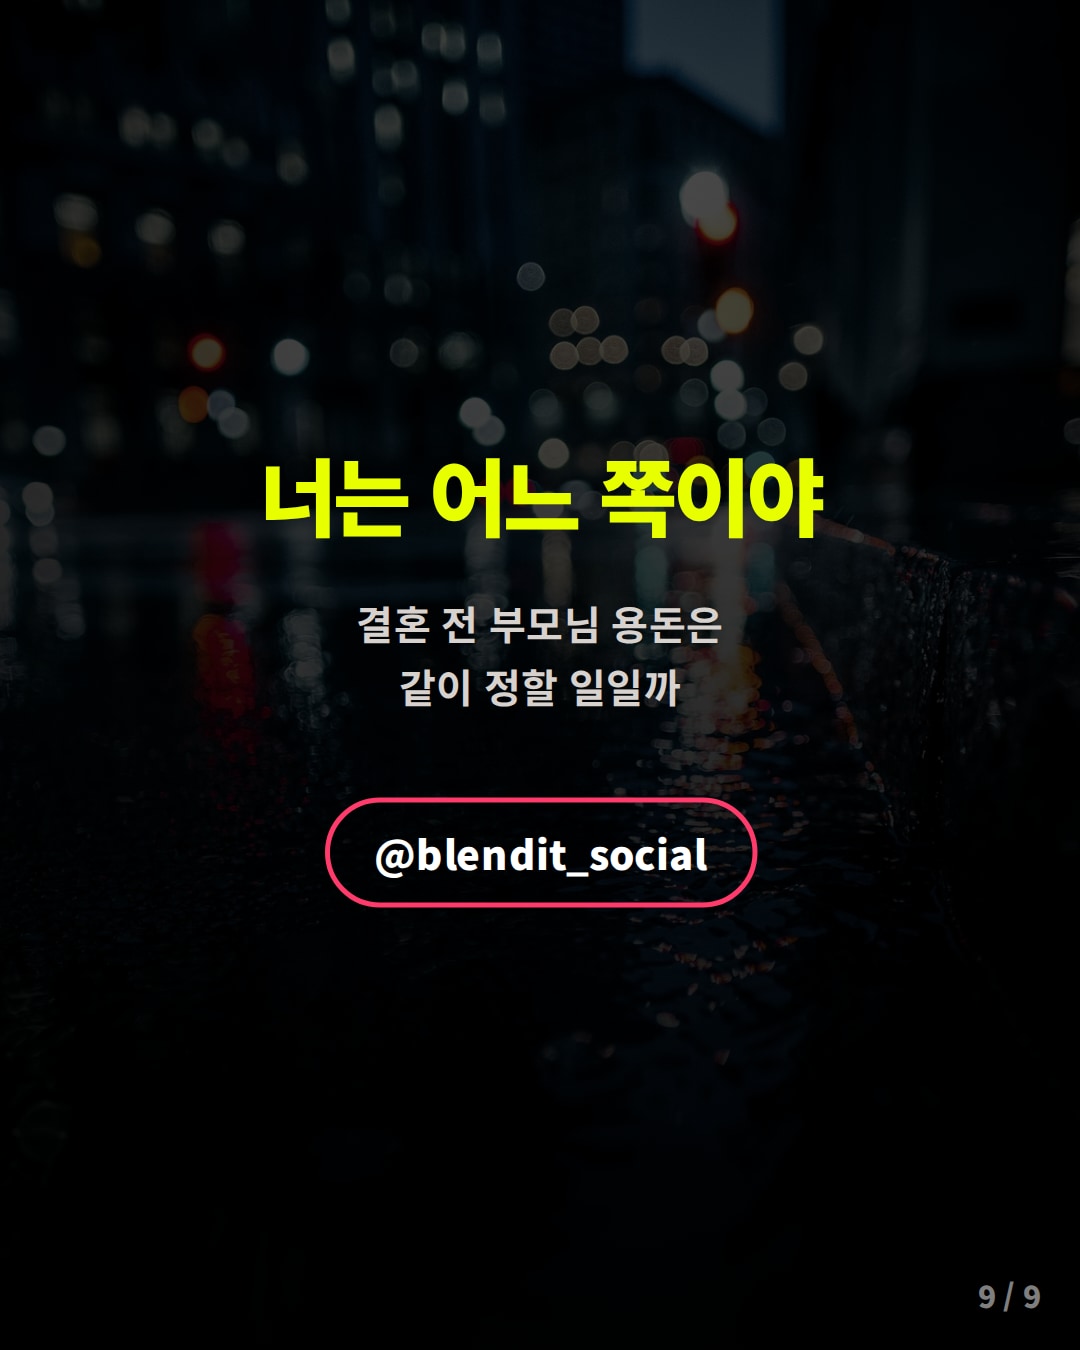 너는 어느 쪽이야
결혼 전 부모님 용돈은
같이 정할 일일까
@blendit_social
9 / 9